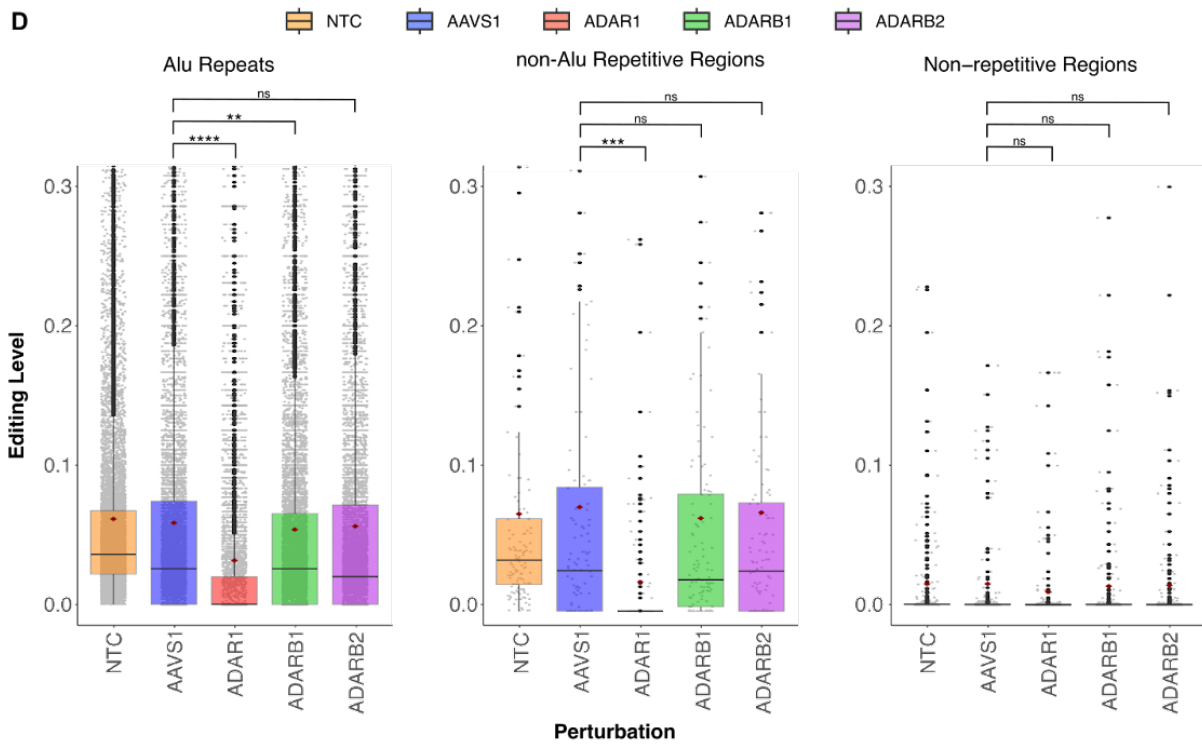 D
NTC AAVS1 ADAR1 ADARB1 ADARB2
Alu Repeats
non-Alu Repetitive Regions
Non−repetitive Regions
ns
**
****
ns
ns
***
ns
ns
ns
Editing Level
0.3
0.2
0.1
0.0
0.3
0.2
0.1
0.0
0.3
0.2
0.1
0.0
NTC
AAVS1
ADAR1
ADARB1
ADARB2
NTC
AAVS1
ADAR1
ADARB1
ADARB2
NTC
AAVS1
ADAR1
ADARB1
ADARB2
Perturbation